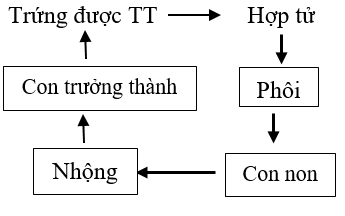 Trứng được TT
Hợp tử
Phôi
Con non
Nhộng
Con trưởng thành